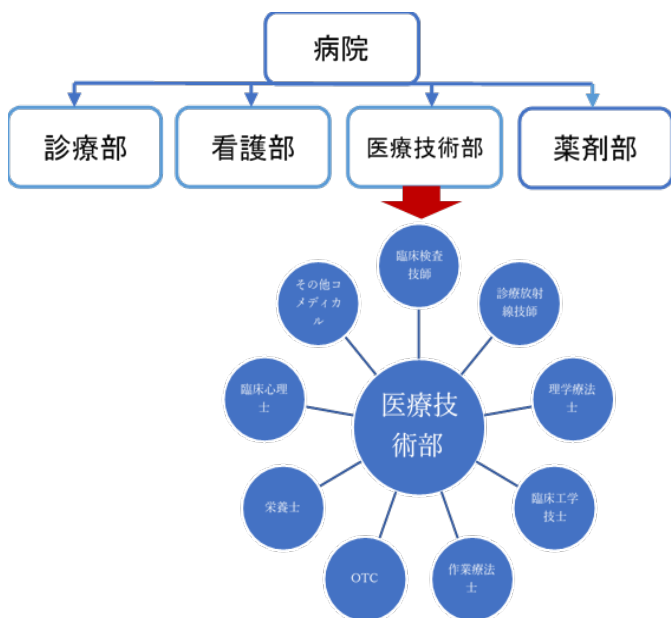 病院
診療部
看護部
医療技術部
薬剤部
臨床検査
技師
診療放射
線技師
理学療法
士
臨床工学
技士
作業療法
士
OTC
栄養士
臨床心理
士
その他コ
メディカ
ル
医療技
術部